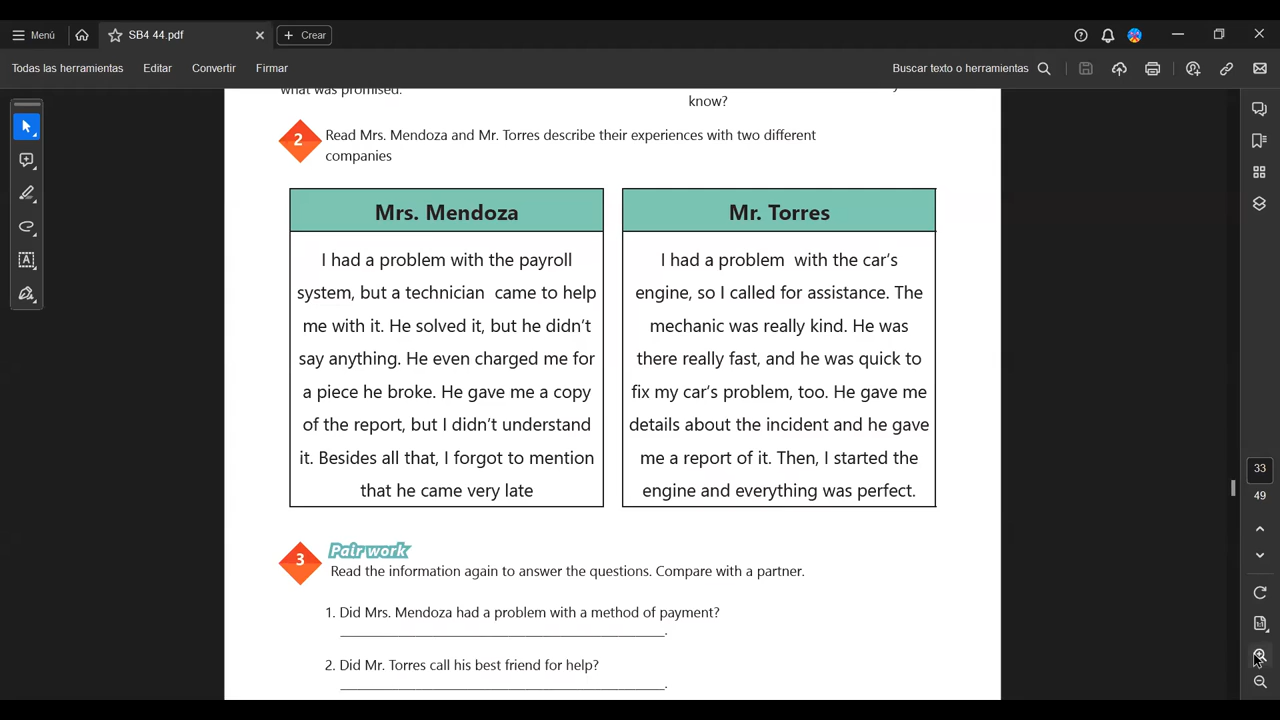 Menú
SB4 44.pdf
Crear
Todas las herramientas
Editar
Convertir
Firmar
Buscar texto o herramientas
what was promised.
know?
2
Read Mrs. Mendoza and Mr. Torres describe their experiences with two different
companies
Mrs. Mendoza
I had a problem with the payroll
system, but a technician came to help
me with it. He solved it, but he didn't
say anything. He even charged me for
a piece he broke. He gave me a copy
of the report, but I didn't understand
it. Besides all that, I forgot to mention
that he came very late
Mr. Torres
I had a problem with the car's
engine, so I called for assistance. The
mechanic was really kind. He was
there really fast, and he was quick to
fix my car's problem, too. He gave me
details about the incident and he gave
me a report of it. Then, I started the
engine and everything was perfect.
3
Pair work
Read the information again to answer the questions. Compare with a partner.
1. Did Mrs. Mendoza had a problem with a method of payment?
2. Did Mr. Torres call his best friend for help?
33
49